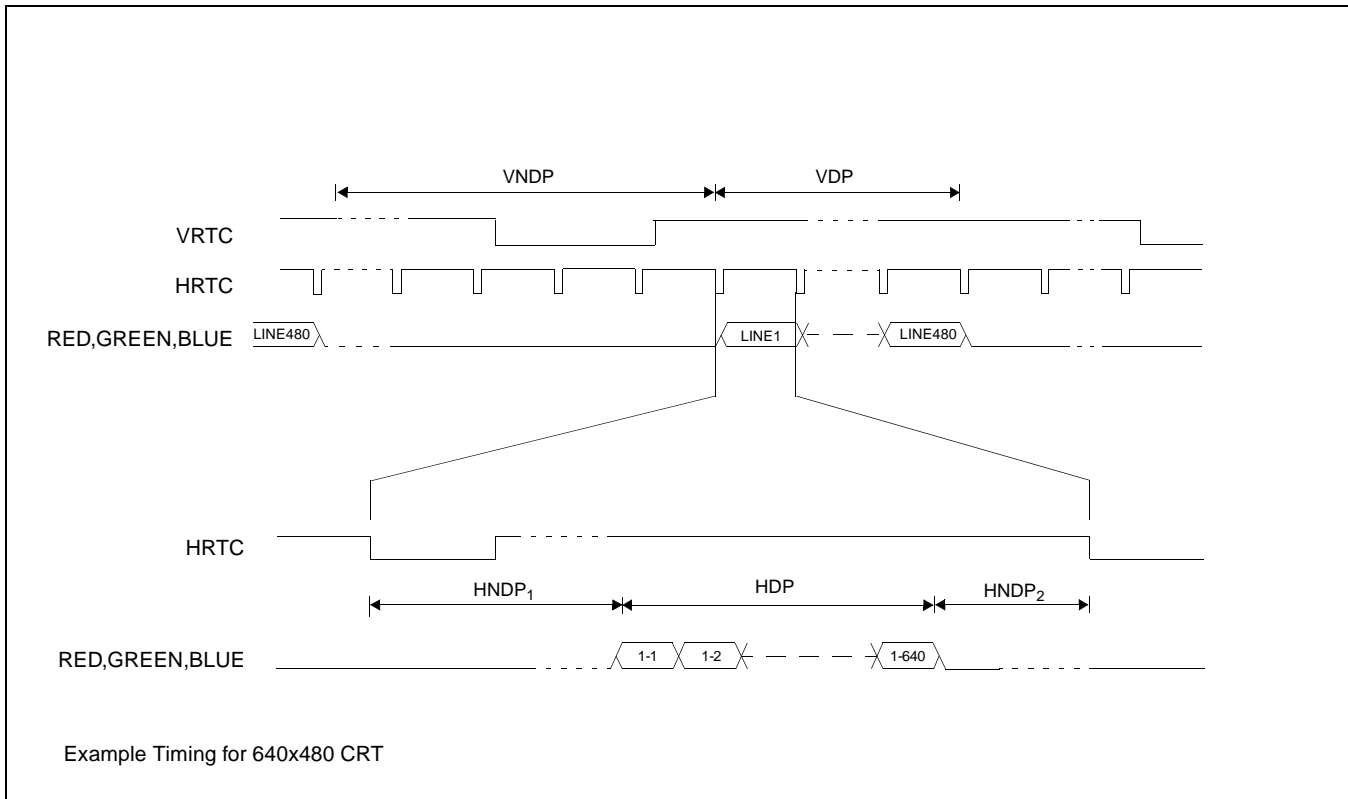 VNDP VDP
VRTC
HRTC
RED,GREEN,BLUE LINE480 LINE1 LINE480
HRTC
HNDP1 HDP HNDP2
RED,GREEN,BLUE 1-1 1-2 1-640
Example Timing for 640x480 CRT